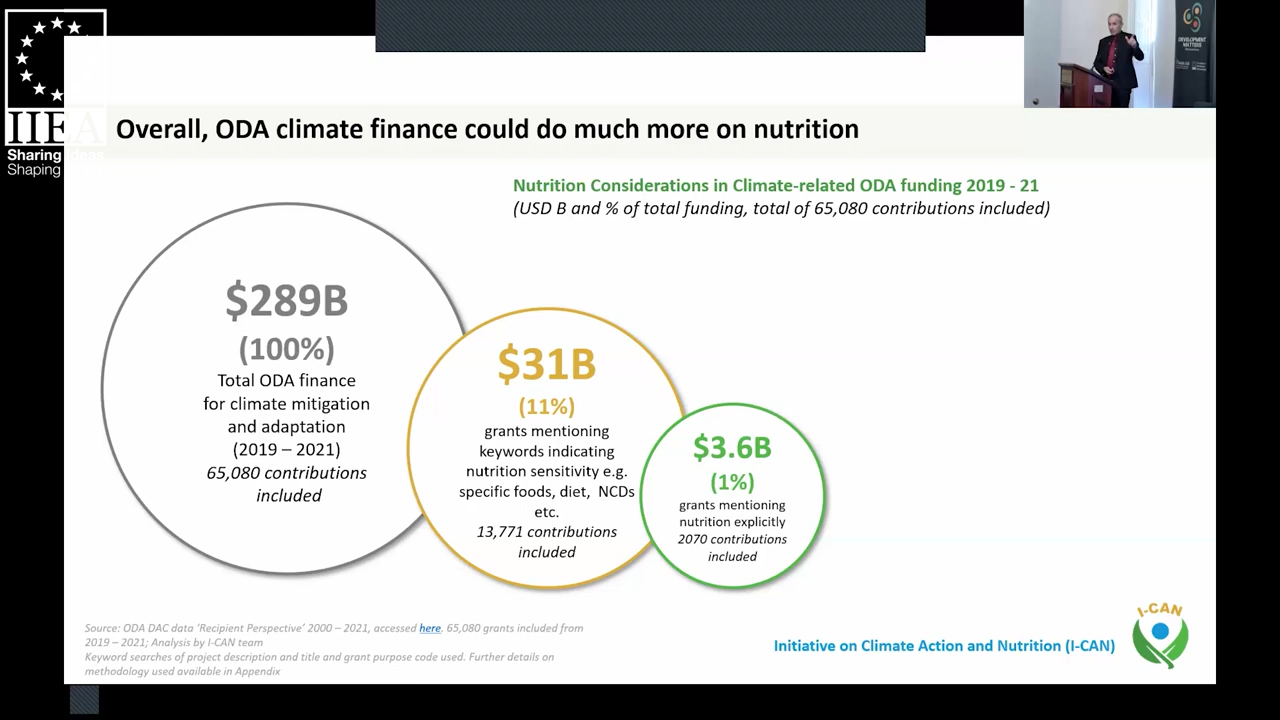 IIEA
Sharing Ideas
Shaping
DEVELOPMENT
MATTERS
Overall, ODA climate finance could do much more on nutrition
Nutrition Considerations in Climate-related ODA funding 2019 - 21
(USD B and % of total funding, total of 65,080 contributions included)
$289B
(100%)
Total ODA finance
for climate mitigation
and adaptation
(2019 – 2021)
65,080 contributions
included
$31B
(11%)
grants mentioning
keywords indicating
nutrition sensitivity e.g.
specific foods, diet, NCDs
etc.
13,771 contributions
included
$3.6B
(1%)
grants mentioning
nutrition explicitly
2070 contributions
included
Source: ODA DAC data ‘Recipient Perspective’ 2000 – 2021, accessed here. 65,080 grants included from
2019 – 2021; Analysis by I-CAN team
Keyword searches of project description and title and grant purpose code used. Further details on
methodology used available in Appendix
Initiative on Climate Action and Nutrition (I-CAN)
I-CAN